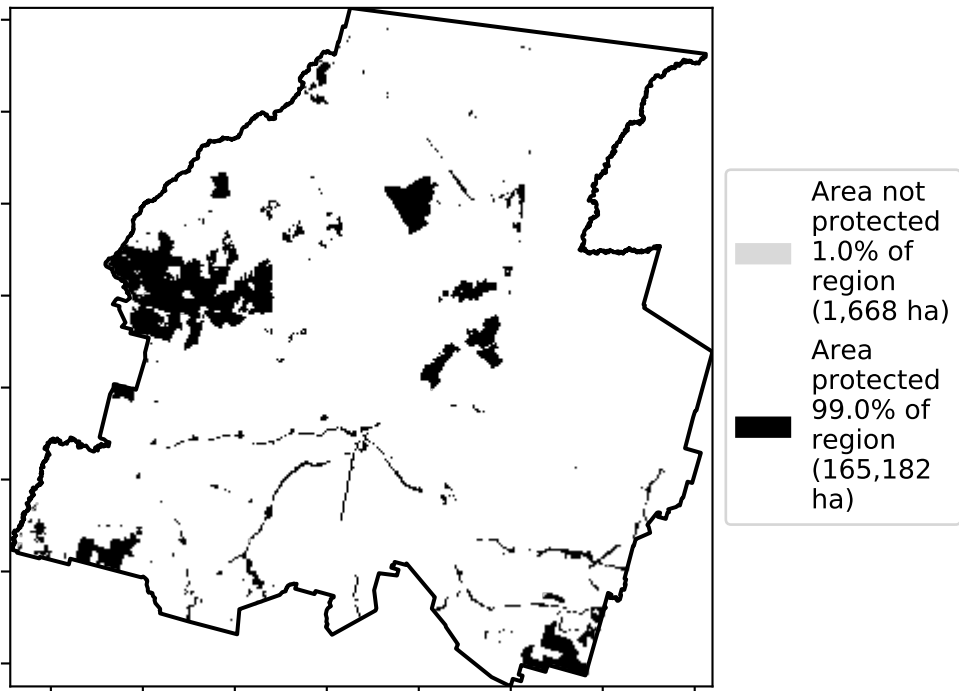 Area not
protected
1.0% of
region
(1,668 ha)
Area
protected
99.0% of
region
(165,182
ha)